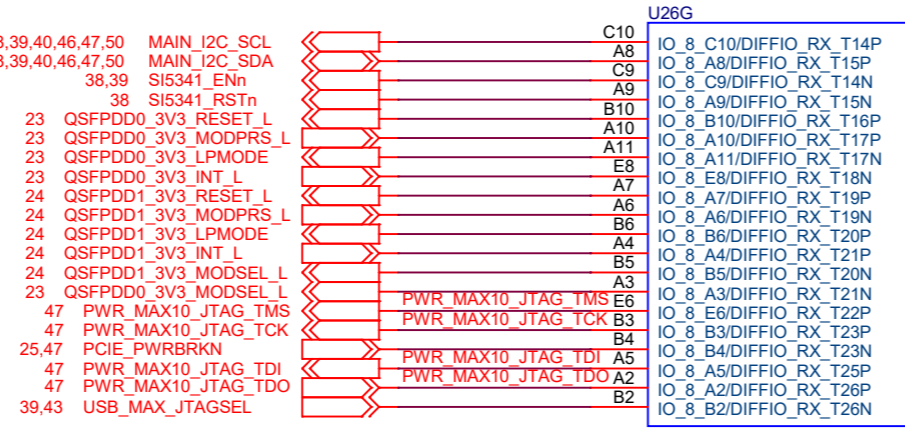 U26G
,39,40,46,47,50 MAIN_I2C_SCL C10 IO_8_C10/DIFFIO_RX_T14P
,39,40,46,47,50 MAIN_I2C_SDA A8 IO_8_A8/DIFFIO_RX_T15P
38,39 SI5341_ENn C9 IO_8_C9/DIFFIO_RX_T14N
38 SI5341_RSTn A9 IO_8_A9/DIFFIO_RX_T15N
23 QSFPDD0_3V3_RESET_L B10 IO_8_B10/DIFFIO_RX_T16P
23 QSFPDD0_3V3_MODPRS_L A10 IO_8_A10/DIFFIO_RX_T17P
23 QSFPDD0_3V3_LPMODE A11 IO_8_A11/DIFFIO_RX_T17N
23 QSFPDD0_3V3_INT_L E8 IO_8_E8/DIFFIO_RX_T18N
24 QSFPDD1_3V3_RESET_L A7 IO_8_A7/DIFFIO_RX_T19P
24 QSFPDD1_3V3_MODPRS_L A6 IO_8_A6/DIFFIO_RX_T19N
24 QSFPDD1_3V3_LPMODE B6 IO_8_B6/DIFFIO_RX_T20P
24 QSFPDD1_3V3_INT_L A4 IO_8_A4/DIFFIO_RX_T21P
24 QSFPDD1_3V3_MODSEL_L B5 IO_8_B5/DIFFIO_RX_T20N
23 QSFPDD0_3V3_MODSEL_L A3 IO_8_A3/DIFFIO_RX_T21N
47 PWR_MAX10_JTAG_TMS PWR_MAX10_JTAG_TMS E6 IO_8_E6/DIFFIO_RX_T22P
47 PWR_MAX10_JTAG_TCK PWR_MAX10_JTAG_TCK B3 IO_8_B3/DIFFIO_RX_T23P
25,47 PCIE_PWRBRKN B4 IO_8_B4/DIFFIO_RX_T23N
47 PWR_MAX10_JTAG_TDI PWR_MAX10_JTAG_TDI A5 IO_8_A5/DIFFIO_RX_T25P
47 PWR_MAX10_JTAG_TDO PWR_MAX10_JTAG_TDO A2 IO_8_A2/DIFFIO_RX_T26P
39,43 USB_MAX_JTAGSEL B2 IO_8_B2/DIFFIO_RX_T26N